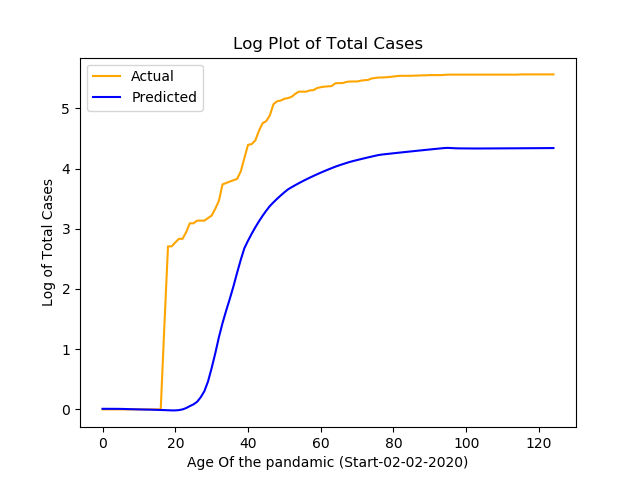 Log Plot of Total Cases
Actual
Predicted
Log of Total Cases
5
4
3
2
1
0
0 20 40 60 80 100 120
Age Of the pandamic (Start-02-02-2020)